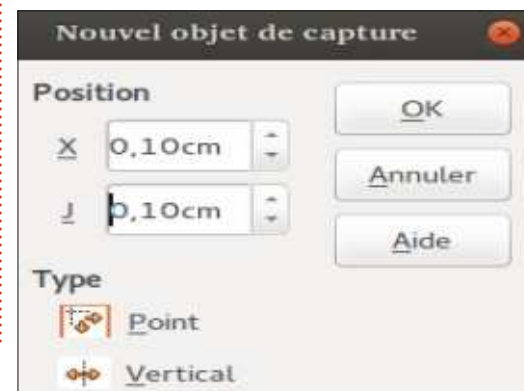 Nouvel objet de capture
Position
OK
X 0,10cm
Annuler
J 0,10cm
Aide
Type
Point
Vertical